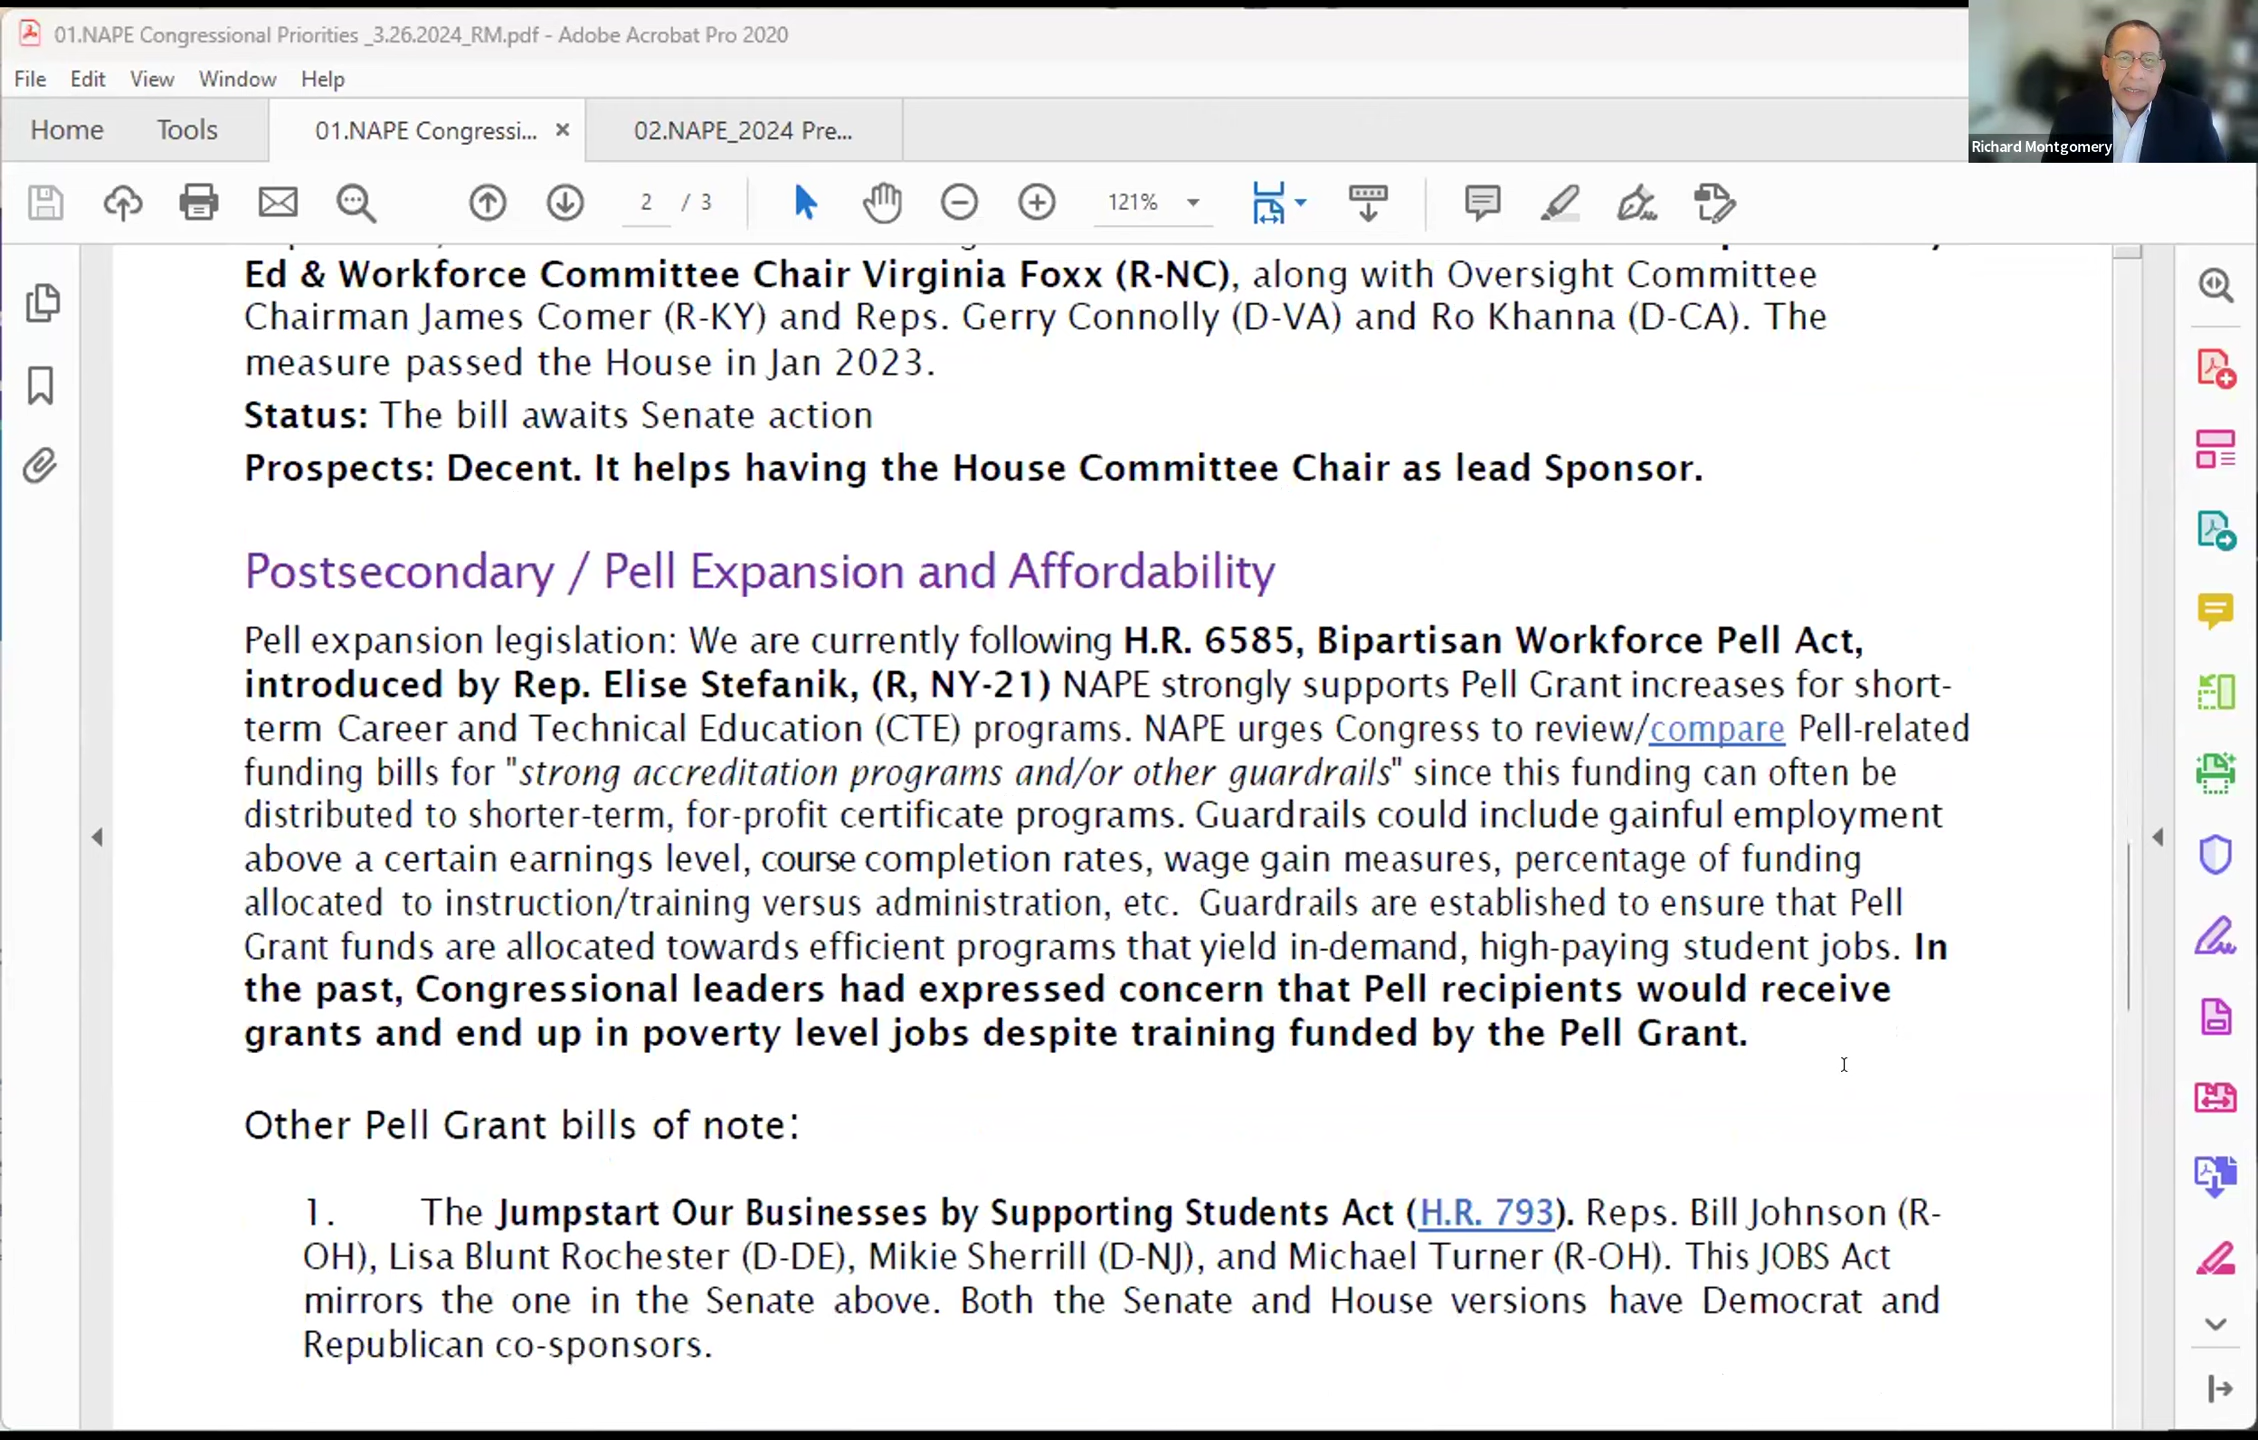 01.NAPE Congressional Priorities _3.26.2024_RM.pdf - Adobe Acrobat Pro 2020
File Edit View Window Help
Home Tools 01.NAPE Congressi... × 02.NAPE_2024 Pre...
Richard Montgomery
2 / 3 121%
Ed & Workforce Committee Chair Virginia Foxx (R-NC), along with Oversight Committee
Chairman James Comer (R-KY) and Reps. Gerry Connolly (D-VA) and Ro Khanna (D-CA). The
measure passed the House in Jan 2023.
Status: The bill awaits Senate action
Prospects: Decent. It helps having the House Committee Chair as lead Sponsor.
Postsecondary / Pell Expansion and Affordability
Pell expansion legislation: We are currently following H.R. 6585, Bipartisan Workforce Pell Act,
introduced by Rep. Elise Stefanik, (R, NY-21) NAPE strongly supports Pell Grant increases for short-
term Career and Technical Education (CTE) programs. NAPE urges Congress to review/compare Pell-related
funding bills for "strong accreditation programs and/or other guardrails" since this funding can often be
distributed to shorter-term, for-profit certificate programs. Guardrails could include gainful employment
above a certain earnings level, course completion rates, wage gain measures, percentage of funding
allocated to instruction/training versus administration, etc. Guardrails are established to ensure that Pell
Grant funds are allocated towards efficient programs that yield in-demand, high-paying student jobs. In
the past, Congressional leaders had expressed concern that Pell recipients would receive
grants and end up in poverty level jobs despite training funded by the Pell Grant.
Other Pell Grant bills of note:
1. The Jumpstart Our Businesses by Supporting Students Act (H.R. 793). Reps. Bill Johnson (R-
OH), Lisa Blunt Rochester (D-DE), Mikie Sherrill (D-NJ), and Michael Turner (R-OH). This JOBS Act
mirrors the one in the Senate above. Both the Senate and House versions have Democrat and
Republican co-sponsors.